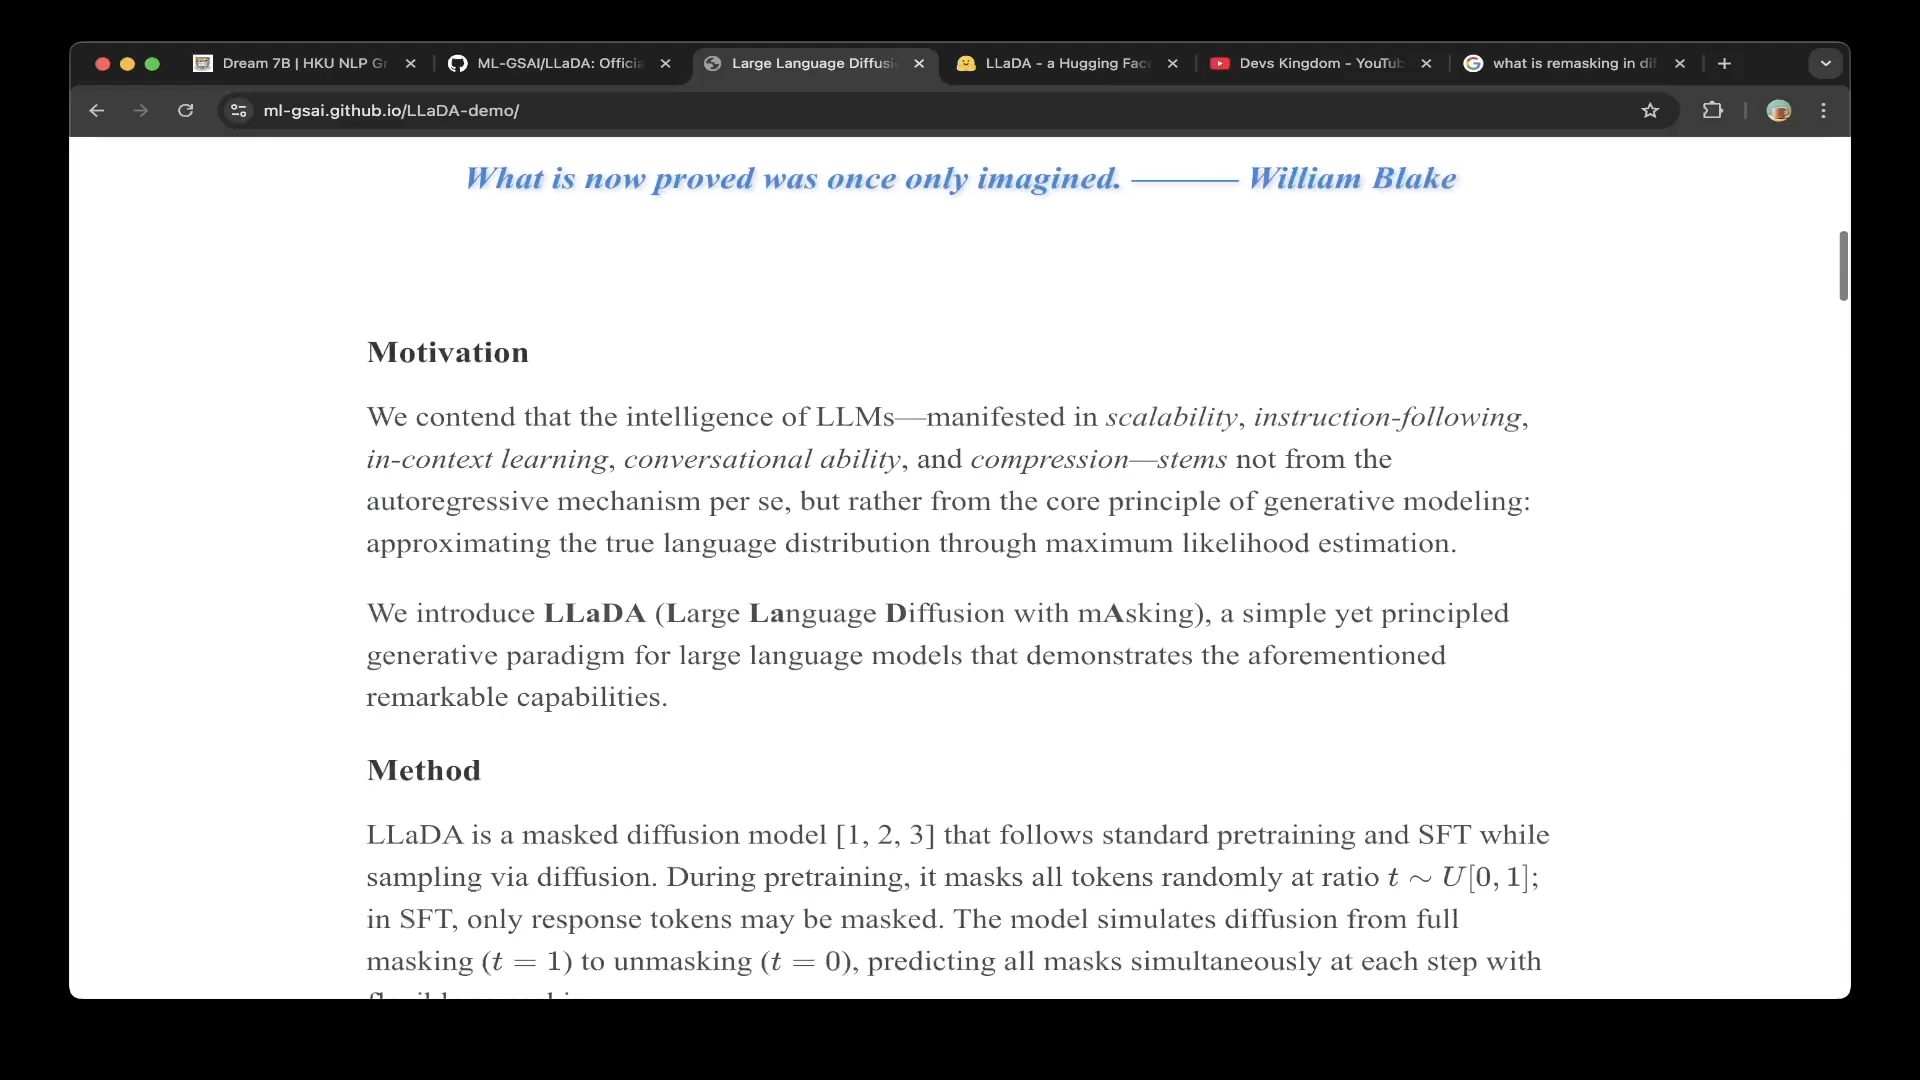 Dream 7B | HKU NLP Gr
ML-GSAI/LLaDA: Officia
Large Language Diffusi
LLaDA - a Hugging Fac
Devs Kingdom - YouTub
what is remasking in dif
ml-gsai.github.io/LLaDA-demo/
What is now proved was once only imagined. ——— William Blake
Motivation
We contend that the intelligence of LLMs—manifested in scalability, instruction-following,
in-context learning, conversational ability, and compression—stems not from the
autoregressive mechanism per se, but rather from the core principle of generative modeling:
approximating the true language distribution through maximum likelihood estimation.
We introduce LLaDA (Large Language Diffusion with mAsking), a simple yet principled
generative paradigm for large language models that demonstrates the aforementioned
remarkable capabilities.
Method
LLaDA is a masked diffusion model [1, 2, 3] that follows standard pretraining and SFT while
sampling via diffusion. During pretraining, it masks all tokens randomly at ratio t ∼ U[0, 1];
in SFT, only response tokens may be masked. The model simulates diffusion from full
masking (t = 1) to unmasking (t = 0), predicting all masks simultaneously at each step with